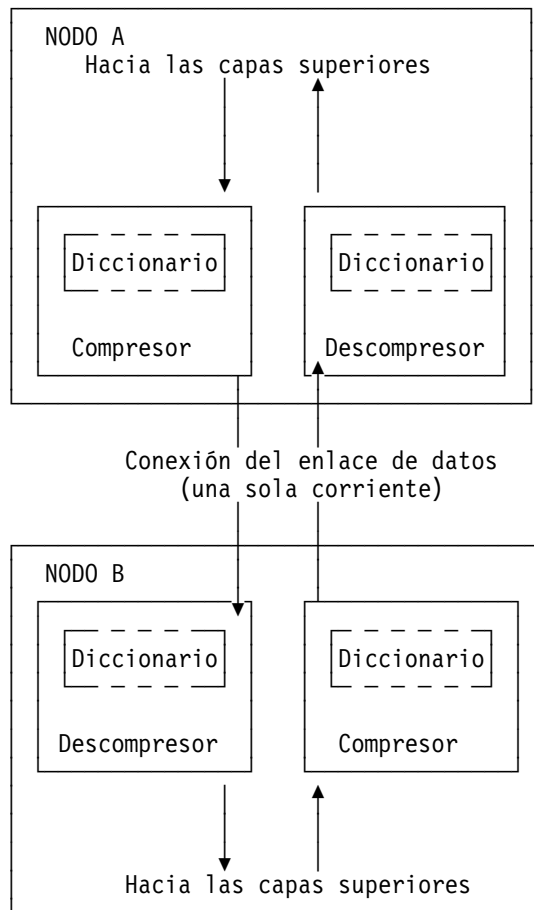 NODO A
Hacia las capas superiores
Diccionario Diccionario
Compresor Descompresor
Conexión del enlace de datos
(una sola corriente)
NODO B
Diccionario Diccionario
Descompresor Compresor
Hacia las capas superiores